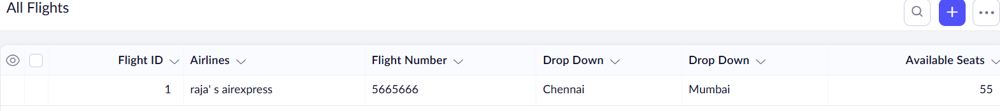 All Flights
Flight ID Airlines Flight Number Drop Down Drop Down Available Seats
1 raja' s airexpress 5665666 Chennai Mumbai 55